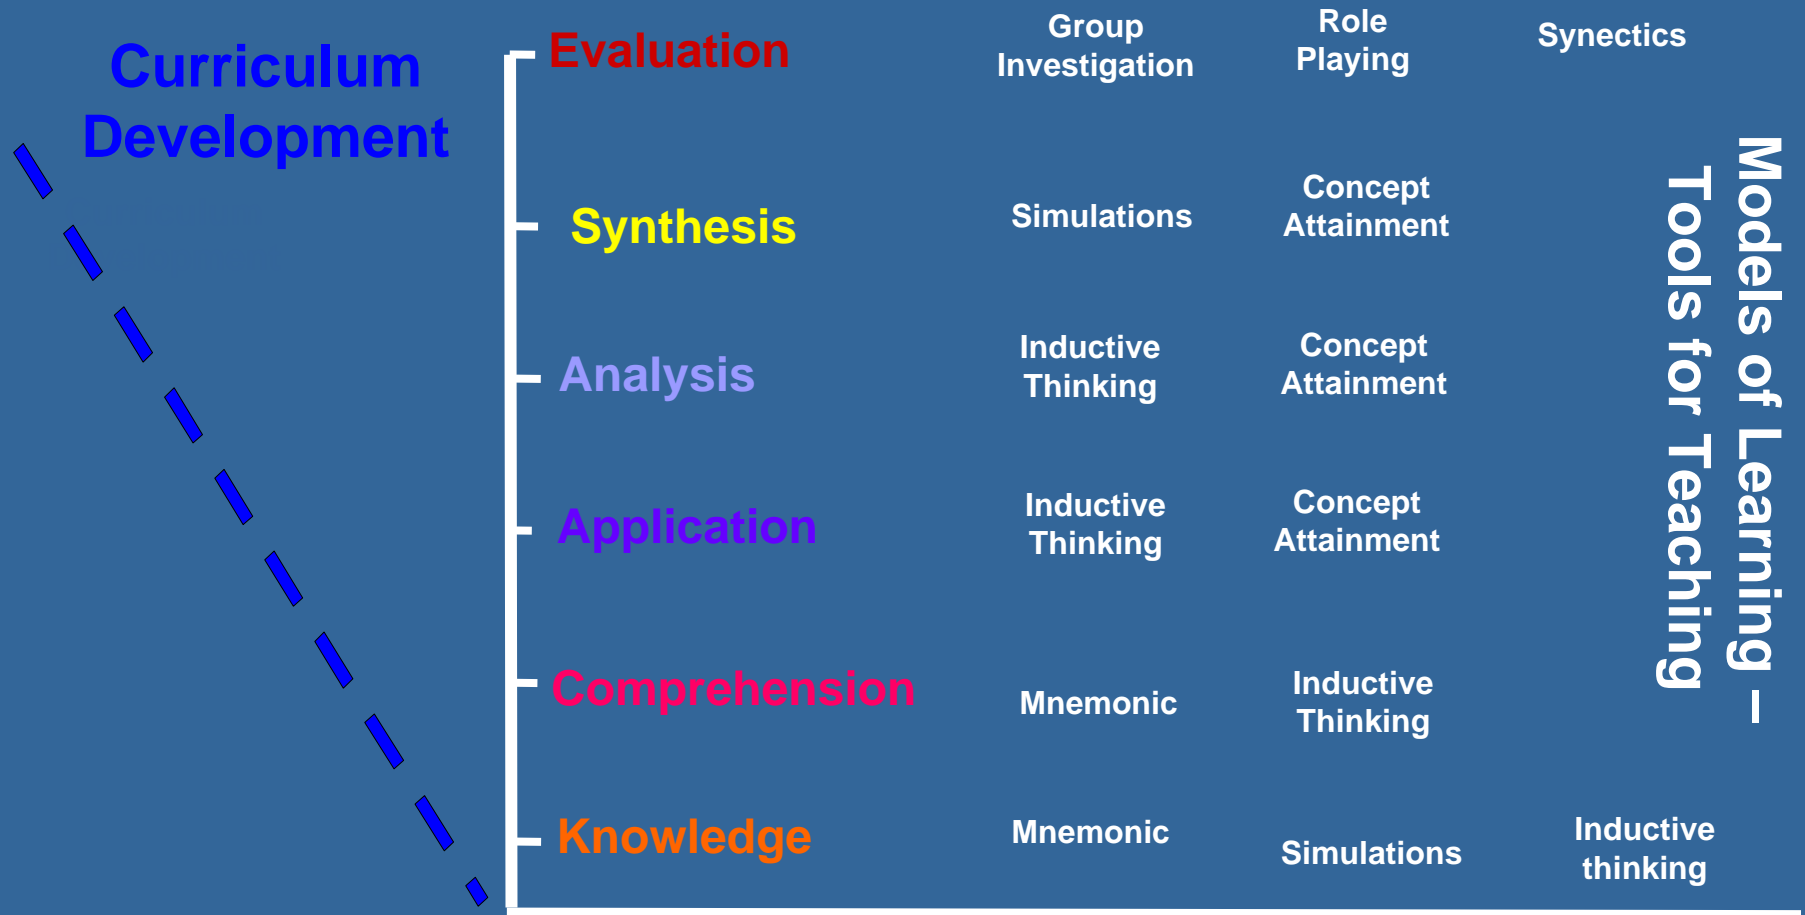 Curriculum
Development
Evaluation
Group
Investigation
Role
Playing
Synectics
Synthesis
Simulations
Concept
Attainment
Analysis
Inductive
Thinking
Concept
Attainment
Application
Inductive
Thinking
Concept
Attainment
Comprehension
Mnemonic
Inductive
Thinking
Knowledge
Mnemonic
Simulations
Inductive
thinking
Models of Learning –
Tools for Teaching